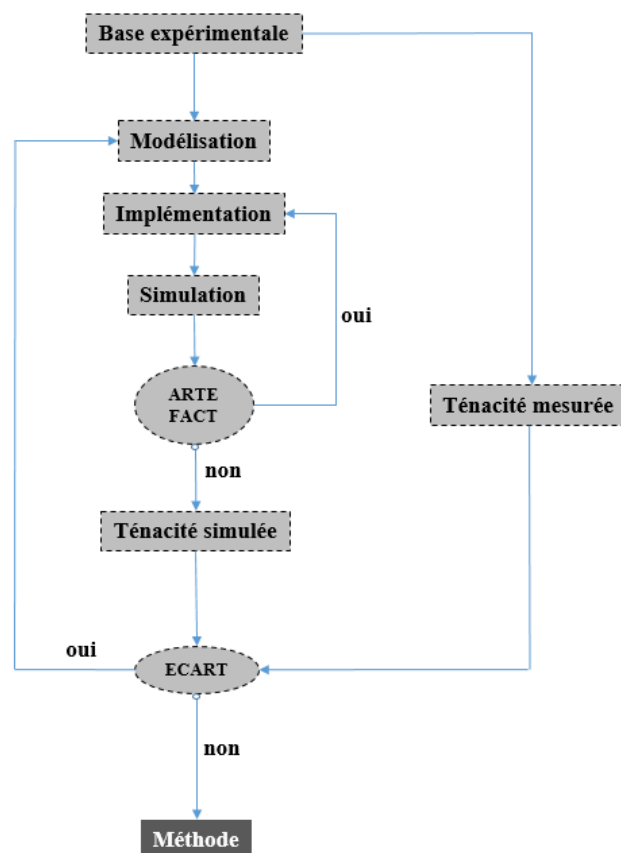 Base expérimentale
Modélisation
Implémentation
Simulation
oui
ARTE
FACT
Ténacité mesurée
non
Ténacité simulée
oui
ECART
non
Méthode